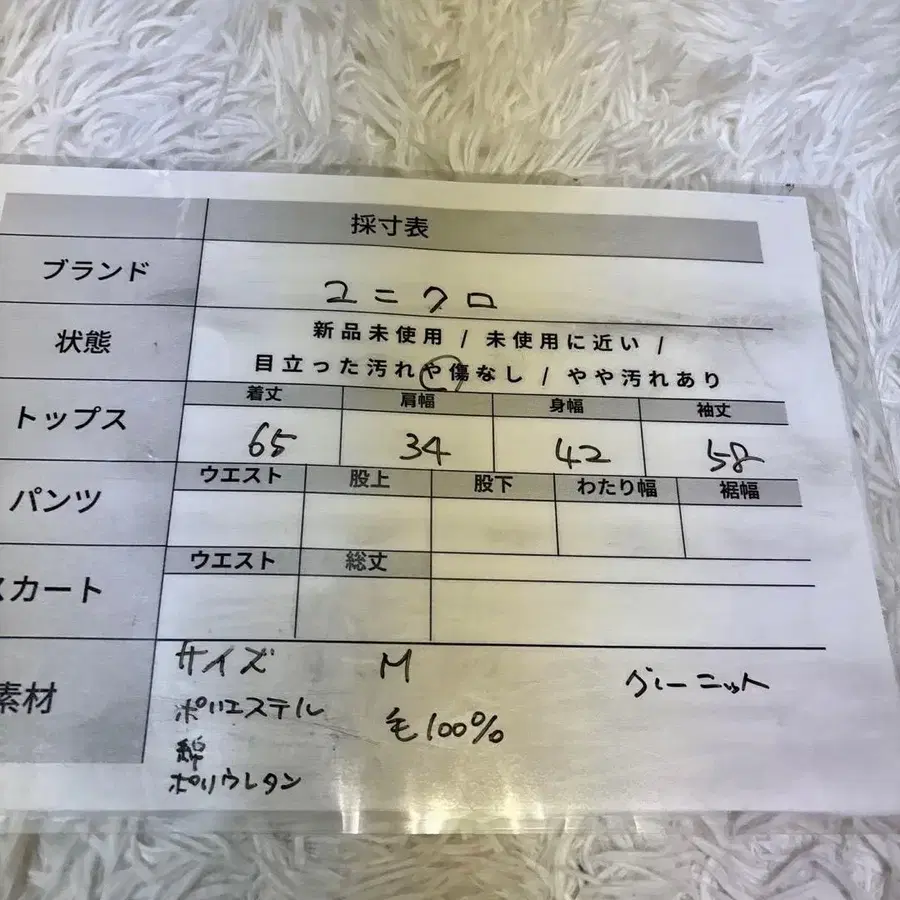 採寸表
ブランド ユニクロ
状態 新品未使用 / 未使用に近い /
目立った汚れや傷なし / やや汚れあり
トップス 着丈 肩幅 身幅 袖丈
65 34 42 58
パンツ ウエスト 股上 股下 わたり幅 裾幅
スカート ウエスト 総丈
素材 サイズ M グレーニット
ポリエステル 毛100%
綿
ポリウレタン